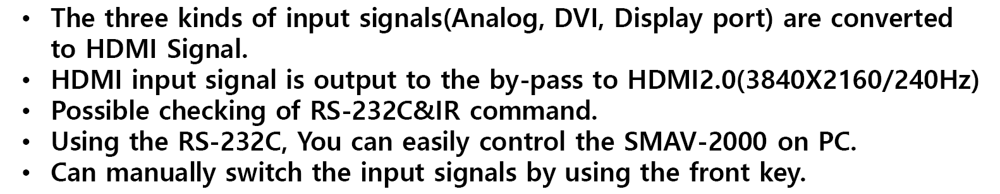 • The three kinds of input signals(Analog, DVI, Display port) are converted
to HDMI Signal.
• HDMI input signal is output to the by-pass to HDMI2.0(3840X2160/240Hz)
• Possible checking of RS-232C&IR command.
• Using the RS-232C, You can easily control the SMAV-2000 on PC.
• Can manually switch the input signals by using the front key.